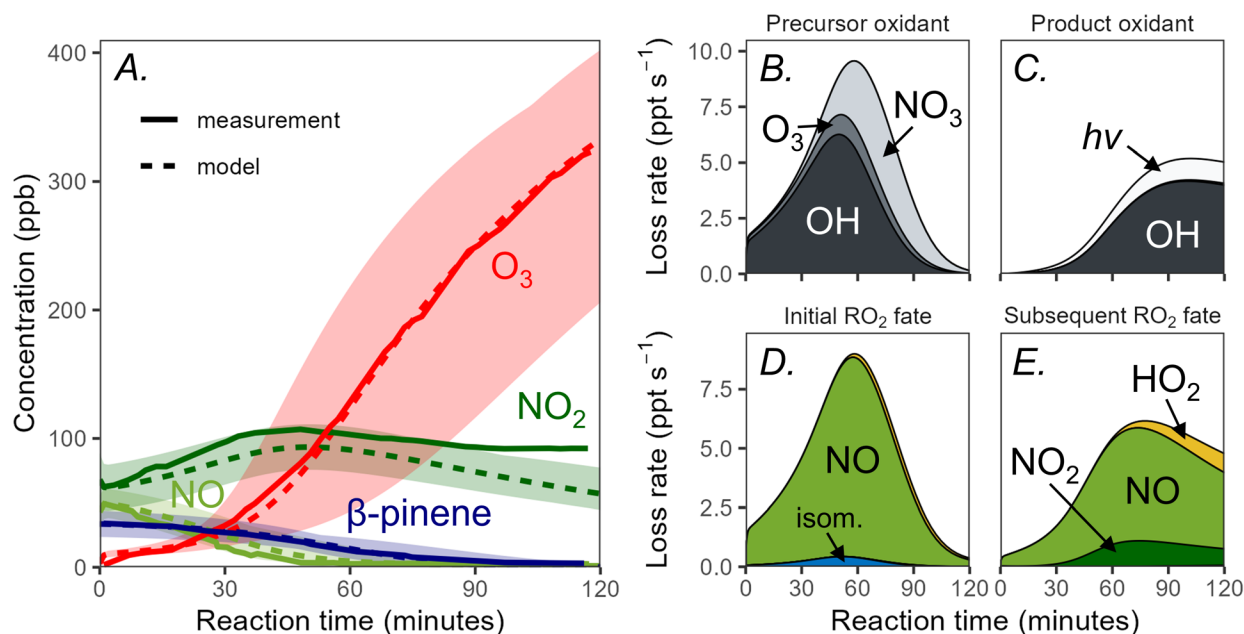 A.
measurement
model
O₃
NO₂
NO
β-pinene
Concentration (ppb)
400
300
200
100
0
0 30 60 90 120
Reaction time (minutes)
Precursor oxidant
B.
NO₃
O₃
OH
Loss rate (ppt s⁻¹)
10.0
7.5
5.0
2.5
0.0
Product oxidant
C.
hν
OH
Initial RO₂ fate
D.
NO
isom.
Loss rate (ppt s⁻¹)
7.5
5.0
2.5
0.0
0 30 60 90 120
Subsequent RO₂ fate
E.
HO₂
NO₂
NO
0 30 60 90 120
Reaction time (minutes)